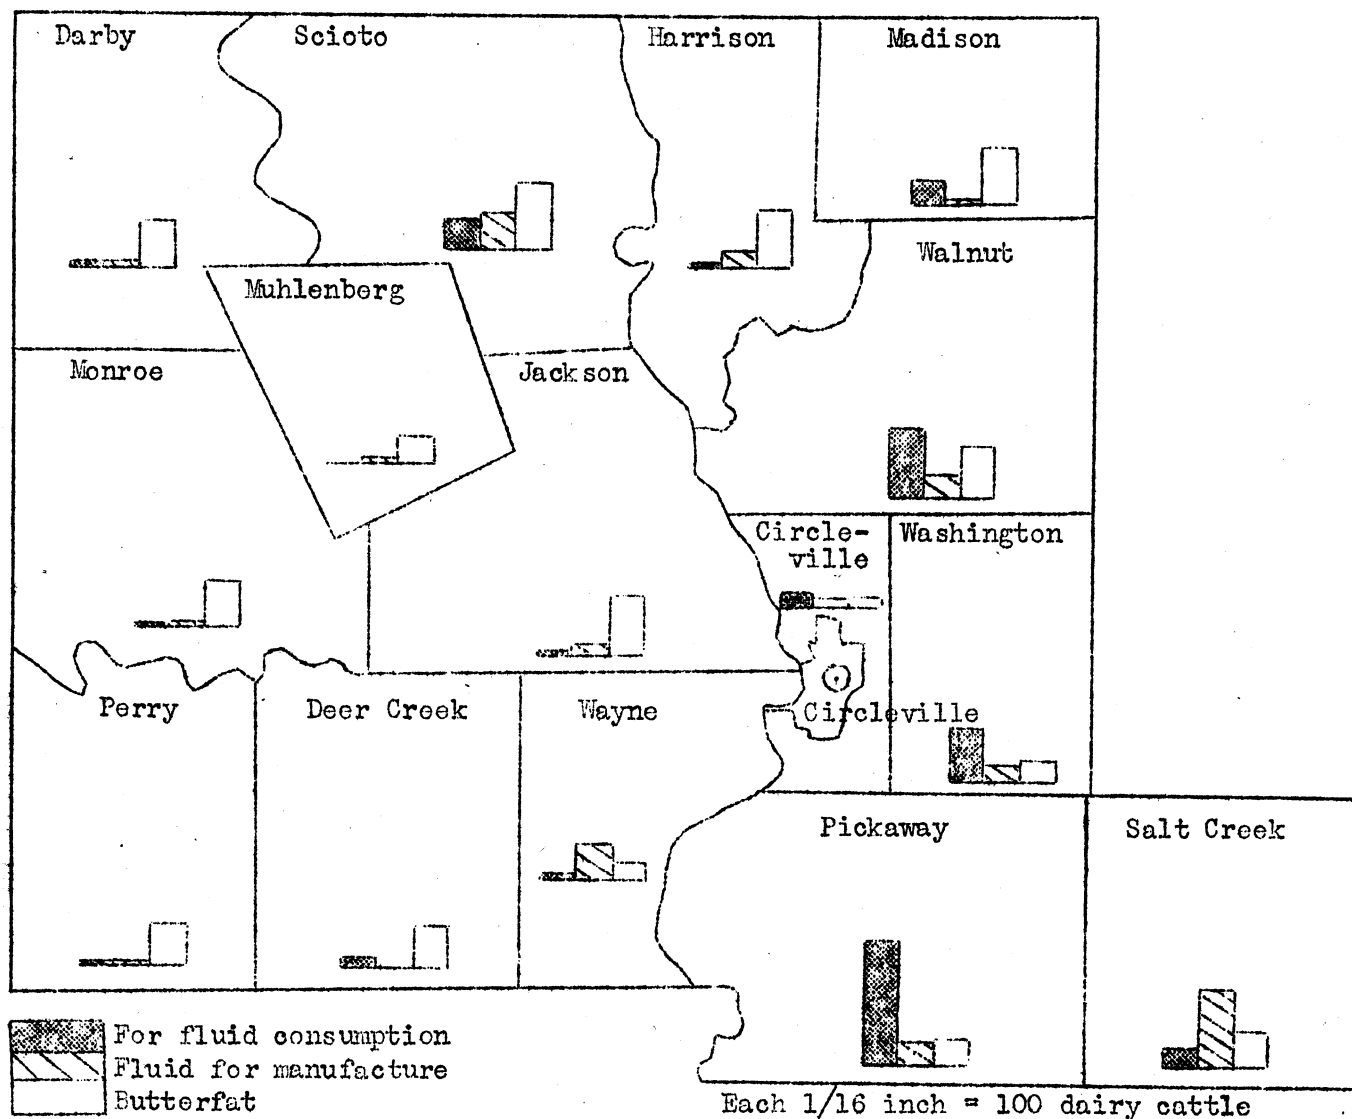 Darby
Scioto
Harrison
Madison
Walnut
Muhlenberg
Monroe
Jackson
Circle-
ville
Washington
Perry
Deer Creek
Wayne
Circleville
Pickaway
Salt Creek
For fluid consumption
Fluid for manufacture
Butterfat
Each 1/16 inch = 100 dairy cattle